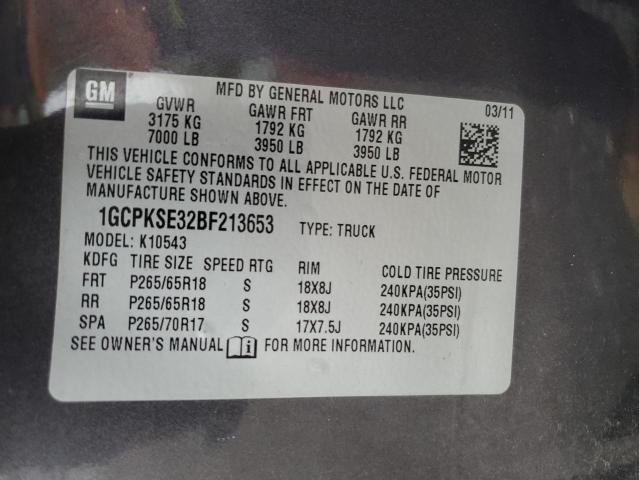 GM
MFD BY GENERAL MOTORS LLC
03/11
GVWR GAWR FRT GAWR RR
3175 KG 1792 KG 1792 KG
7000 LB 3950 LB 3950 LB
THIS VEHICLE CONFORMS TO ALL APPLICABLE U.S. FEDERAL MOTOR
VEHICLE SAFETY STANDARDS IN EFFECT ON THE DATE OF
MANUFACTURE SHOWN ABOVE.
1GCPKSE32BF213653 TYPE: TRUCK
MODEL: K10543
KDFG TIRE SIZE SPEED RTG RIM COLD TIRE PRESSURE
FRT P265/65R18 S 18X8J 240KPA(35PSI)
RR P265/65R18 S 18X8J 240KPA(35PSI)
SPA P265/70R17 S 17X7.5J 240KPA(35PSI)
SEE OWNER'S MANUAL i FOR MORE INFORMATION.